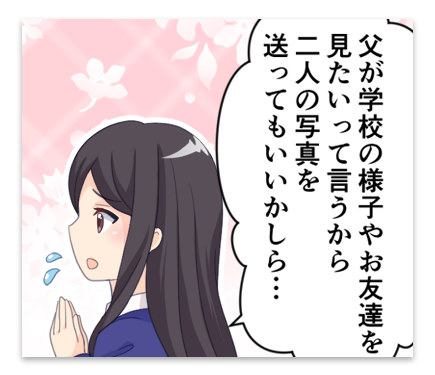 父が学校の様子やお友達を
見たいって言うから
二人の写真を
送ってもいいかしら…